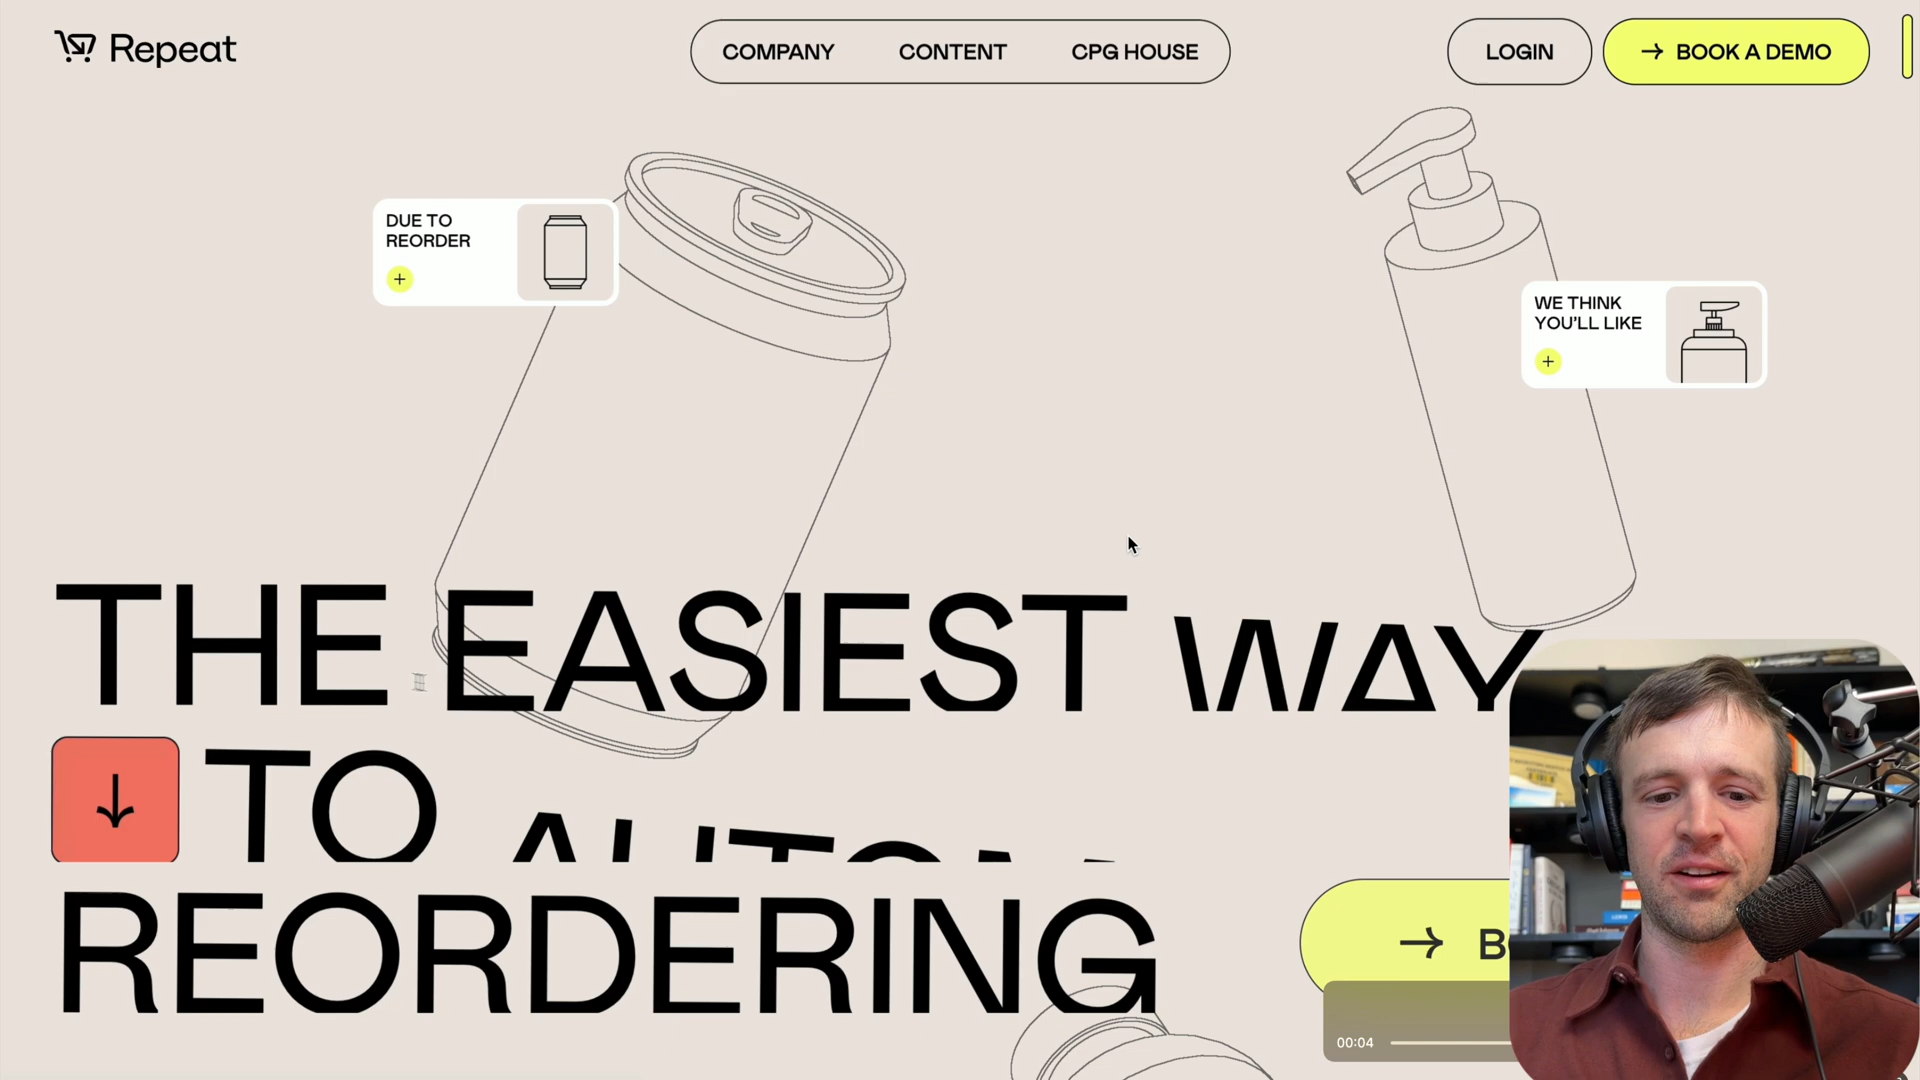 Repeat
COMPANY CONTENT CPG HOUSE
LOGIN
BOOK A DEMO
DUE TO
REORDER
WE THINK
YOU'LL LIKE
THE EASIEST WAY
TO
REORDERING
00:04